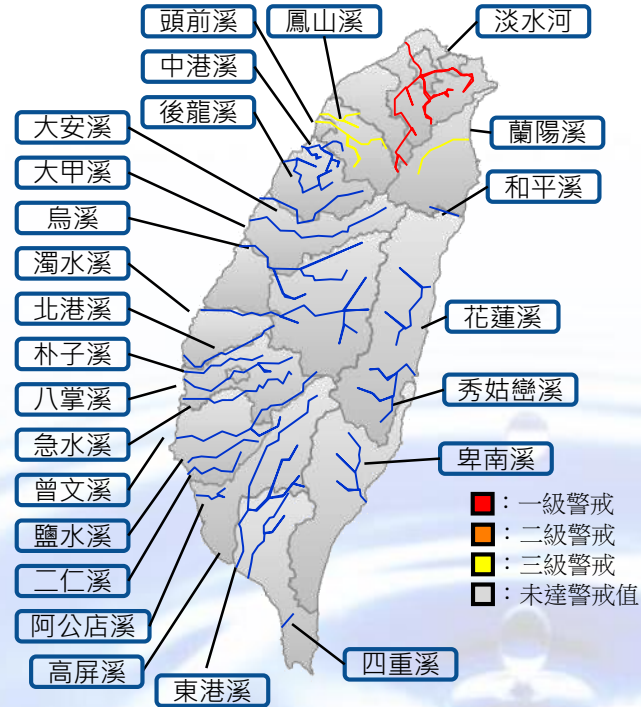 頭前溪
鳳山溪
淡水河
中港溪
後龍溪
大安溪
蘭陽溪
大甲溪
和平溪
烏溪
濁水溪
北港溪
花蓮溪
朴子溪
八掌溪
秀姑巒溪
急水溪
卑南溪
曾文溪
鹽水溪
二仁溪
阿公店溪
高屏溪
東港溪
四重溪
：一級警戒
：二級警戒
：三級警戒
：未達警戒值